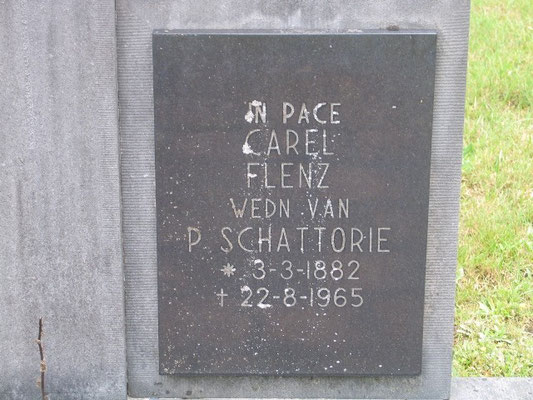 IN PACE
CAREL
FLENZ
WEDN VAN
P. SCHATTORIE
* 3-3-1882
† 22-8-1965